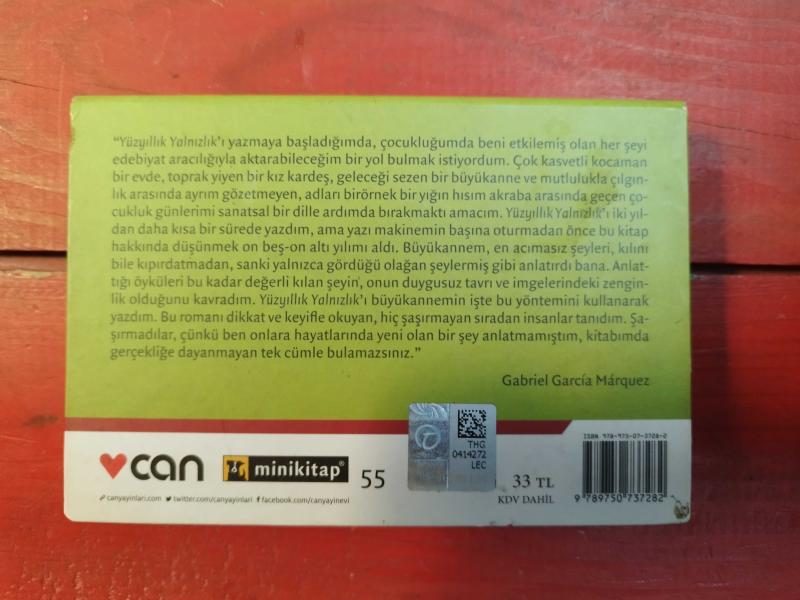 “Yüzyıllık Yalnızlık’ı yazmaya başladığımda, çocukluğumda beni etkilemiş olan her şeyi
edebiyat aracılığıyla aktarabileceğim bir yol bulmak istiyordum. Çok kasvetli kocaman
bir evde, toprak yiyen bir kız kardeş, geleceği sezen bir büyükanne ve mutlulukla çılgın-
lık arasında ayrım gözetmeyen, adları birörnek bir yığın hısım akraba arasında geçen ço-
cukluk günlerimi sanatsal bir dille ardımda bırakmaktı amacım. Yüzyıllık Yalnızlık’ı iki yıl-
dan daha kısa bir sürede yazdım, ama yazı makinemin başına oturmadan önce bu kitap
hakkında düşünmek on beş-on altı yılımı aldı. Büyükannem, en acımasız şeyleri, kılını
bile kıpırdatmadan, sanki yalnızca gördüğü olağan şeylermiş gibi anlatırdı bana. Anlat-
tığı öyküleri bu kadar değerli kılan şeyin, onun duygusuz tavrı ve imgelerindeki zengin-
lik olduğunu kavradım. Yüzyıllık Yalnızlık’ı büyükannemin işte bu yöntemini kullanarak
yazdım. Bu romanı dikkat ve keyifle okuyan, hiç şaşırmayan sıradan insanlar tanıdım. Şa-
şırmadılar, çünkü ben onlara hayatlarında yeni olan bir şey anlatmamıştım, kitabımda
gerçekliğe dayanmayan tek cümle bulamazsınız.”
Gabriel García Márquez
can
minikitap®
55
THG
0414272
LEC
33 TL
KDV DAHİL
ISBN 978-975-07-3728-2
9 789750 737282
canyayinlari.com twitter.com/canyayinlari facebook.com/canyayinevi